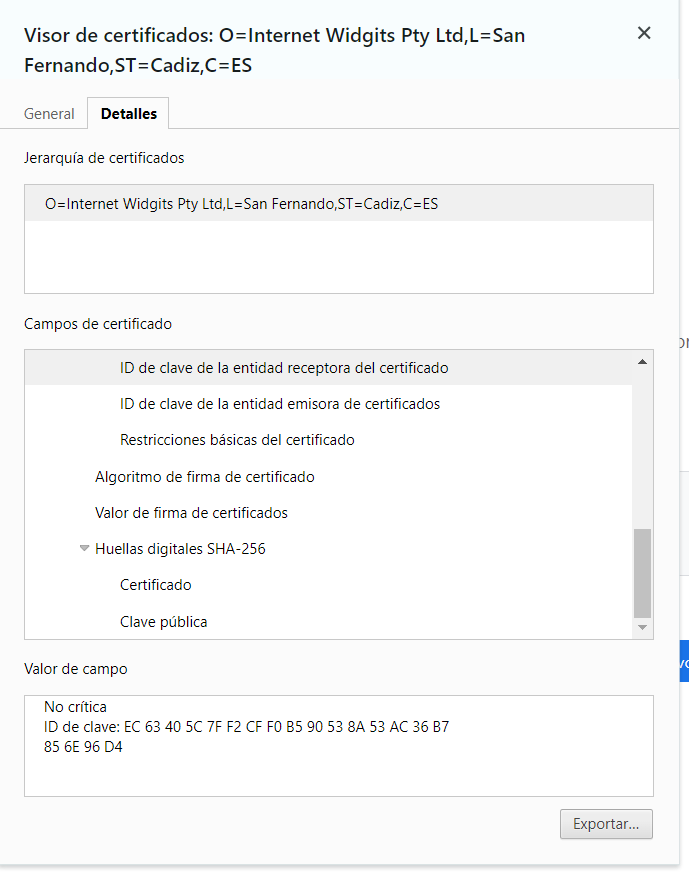 Visor de certificados: O=Internet Widgits Pty Ltd,L=San
Fernando,ST=Cadiz,C=ES
General
Detalles
Jerarquía de certificados
O=Internet Widgits Pty Ltd,L=San Fernando,ST=Cadiz,C=ES
Campos de certificado
ID de clave de la entidad receptora del certificado
ID de clave de la entidad emisora de certificados
Restricciones básicas del certificado
Algoritmo de firma de certificado
Valor de firma de certificados
Huellas digitales SHA-256
Certificado
Clave pública
Valor de campo
No crítica
ID de clave: EC 63 40 5C 7F F2 CF F0 B5 90 53 8A 53 AC 36 B7
85 6E 96 D4
Exportar...